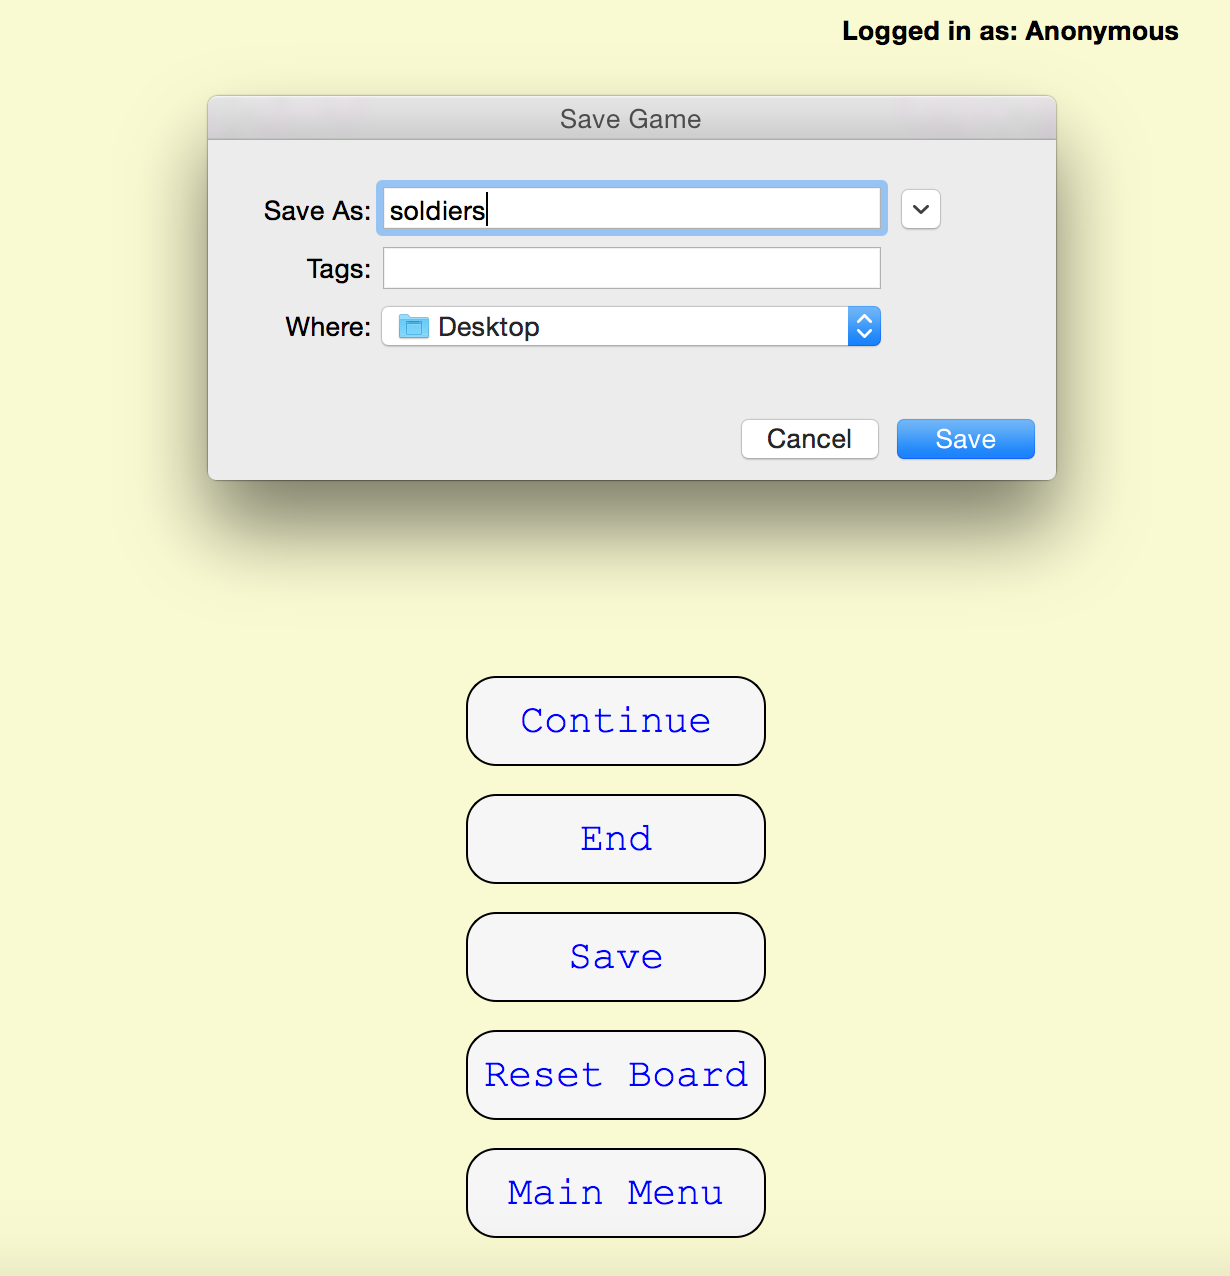 Logged in as: Anonymous
Save Game
Save As: soldiers
Tags:
Where: Desktop
Cancel Save
Continue
End
Save
Reset Board
Main Menu